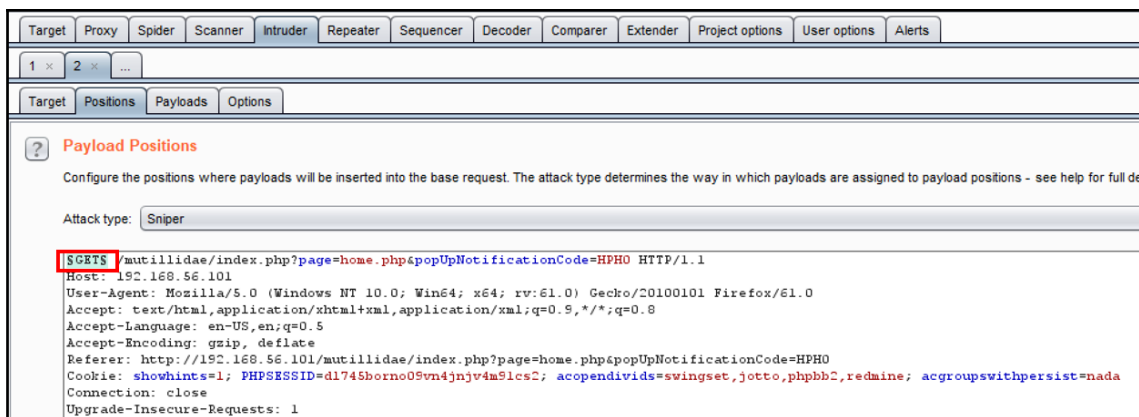 Target Proxy Spider Scanner Intruder Repeater Sequencer Decoder Comparer Extender Project options User options Alerts
1 × 2 × ...
Target Positions Payloads Options
? Payload Positions
Configure the positions where payloads will be inserted into the base request. The attack type determines the way in which payloads are assigned to payload positions - see help for full de
Attack type: Sniper
§GET§ /mutillidae/index.php?page=home.php&popUpNotificationCode=HPH0 HTTP/1.1
Host: 192.168.56.101
User-Agent: Mozilla/5.0 (Windows NT 10.0; Win64; x64; rv:61.0) Gecko/20100101 Firefox/61.0
Accept: text/html,application/xhtml+xml,application/xml;q=0.9,*/*;q=0.8
Accept-Language: en-US,en;q=0.5
Accept-Encoding: gzip, deflate
Referer: http://192.168.56.101/mutillidae/index.php?page=home.php&popUpNotificationCode=HPH0
Cookie: showhints=1; PHPSESSID=d1745borno09vn4jnjv4m9lcs2; acopendivids=swingset,jotto,phpbb2,redmine; acgroupswithpersist=nada
Connection: close
Upgrade-Insecure-Requests: 1